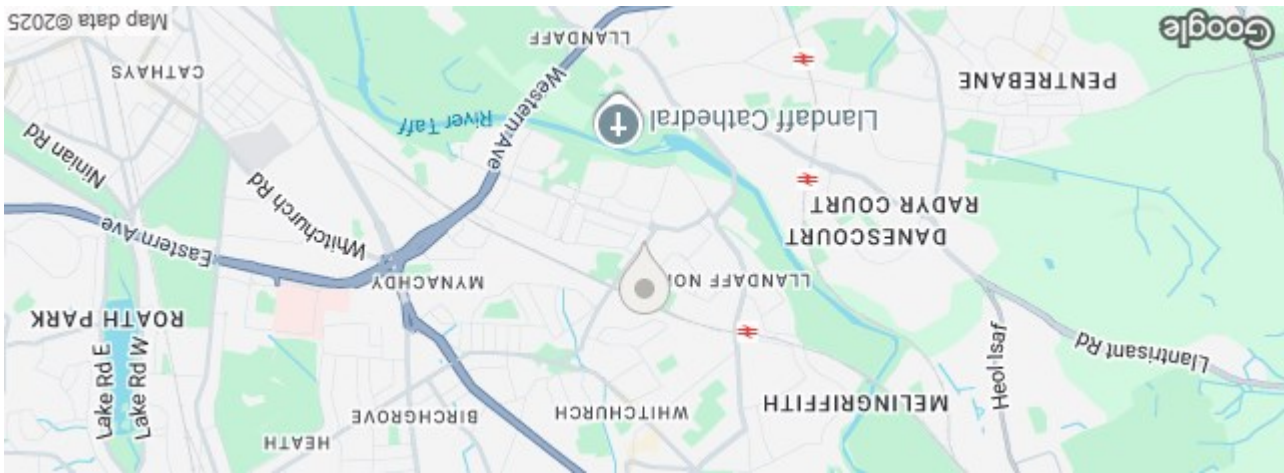 HEATH
BIRCHGROVE
WHITCHURCH
MELINGRIFFITH
Lake Rd E
Lake Rd W
Heol Isaf
Llantrisant Rd
ROATH PARK
MYNACHDY
LLANDAFF NOR
Eastern Ave
Whitchurch Rd
DANESCOURT
RADYR COURT
Ninian Rd
Western Ave
River Taff
Llandaff Cathedral
CATHAYS
PENTREBANE
LLANDAFF
Google
Map data ©2025